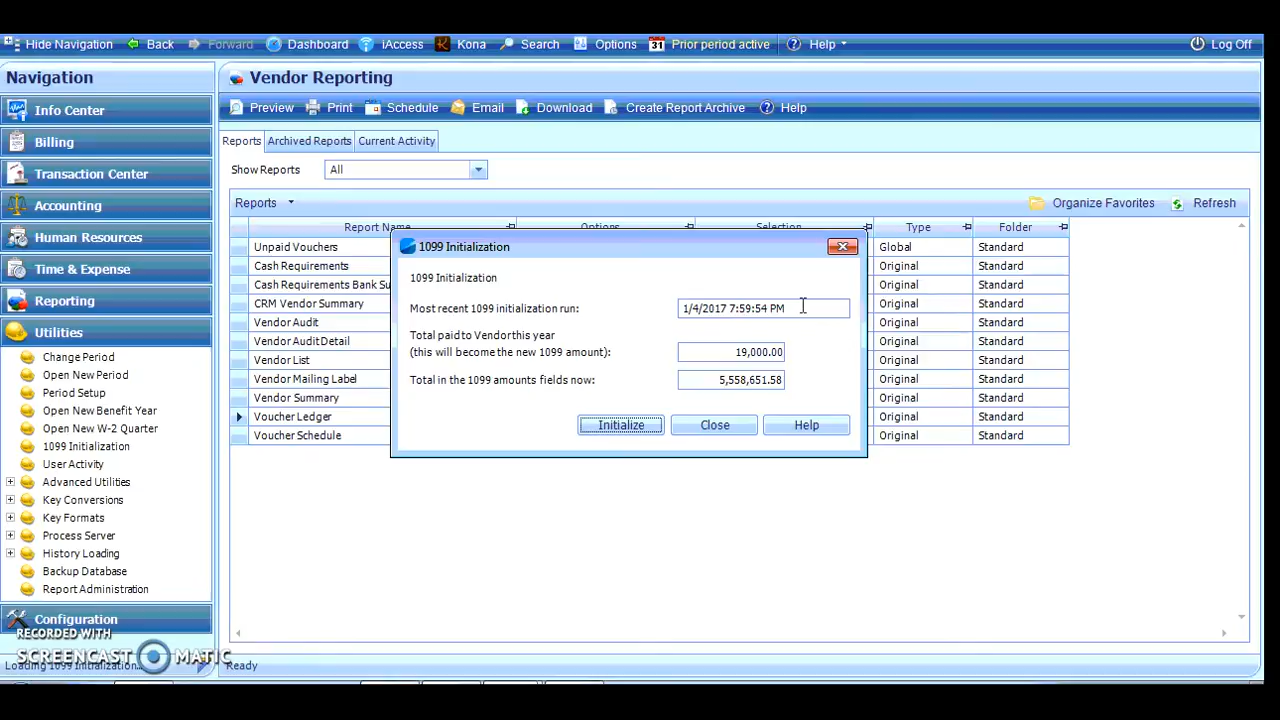 Hide Navigation Back Forward Dashboard iAccess Kona Search Options 31 Prior period active Help Log Off
Navigation
Info Center
Billing
Transaction Center
Accounting
Human Resources
Time & Expense
Reporting
Utilities
Change Period
Open New Period
Period Setup
Open New Benefit Year
Open New W-2 Quarter
1099 Initialization
User Activity
Advanced Utilities
Key Conversions
Key Formats
Process Server
History Loading
Backup Database
Report Administration
Configuration
Vendor Reporting
Preview Print Schedule Email Download Create Report Archive Help
Reports Archived Reports Current Activity
Show Reports All
Reports Organize Favorites Refresh
Report Name Options Selection Type Folder
Unpaid Vouchers Global Standard
Cash Requirements Original Standard
Cash Requirements Bank Su Original Standard
CRM Vendor Summary Original Standard
Vendor Audit Original Standard
Vendor Audit Detail Original Standard
Vendor List Original Standard
Vendor Mailing Label Original Standard
Vendor Summary Original Standard
Voucher Ledger Original Standard
Voucher Schedule Original Standard
1099 Initialization
1099 Initialization
Most recent 1099 initialization run: 1/4/2017 7:59:54 PM
Total paid to Vendor this year
(this will become the new 1099 amount): 19,000.00
Total in the 1099 amounts fields now: 5,558,651.58
Initialize Close Help
RECORDED WITH
SCREENCAST MATIC
Loading 1099 Initialization... Ready